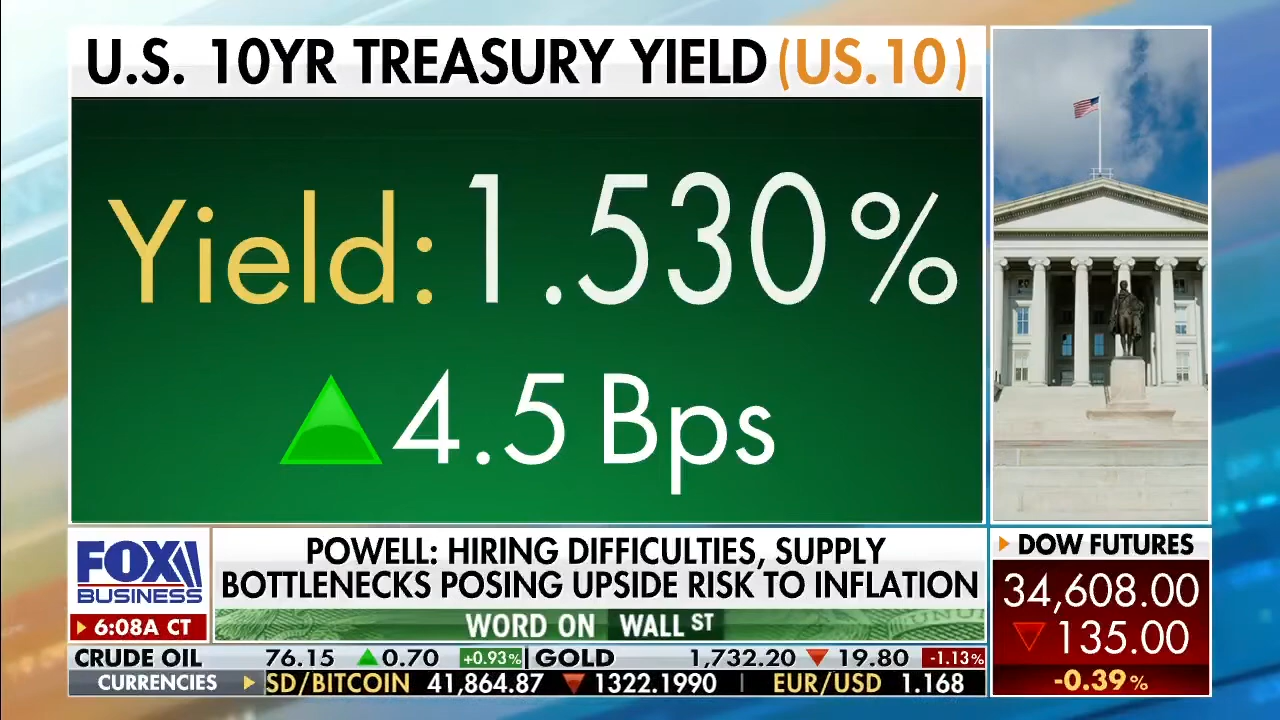 U.S. 10YR TREASURY YIELD (US.10)
Yield: 1.530%
▲ 4.5 Bps
FOX BUSINESS
6:08A CT
POWELL: HIRING DIFFICULTIES, SUPPLY
BOTTLENECKS POSING UPSIDE RISK TO INFLATION
WORD ON WALL ST
DOW FUTURES
34,608.00
▼ 135.00
-0.39%
CRUDE OIL 76.15 ▲0.70 +0.93% GOLD 1,732.20 ▼ 19.80 -1.13%
CURRENCIES SD/BITCOIN 41,864.87 ▼ 1322.1990 | EUR/USD 1.168